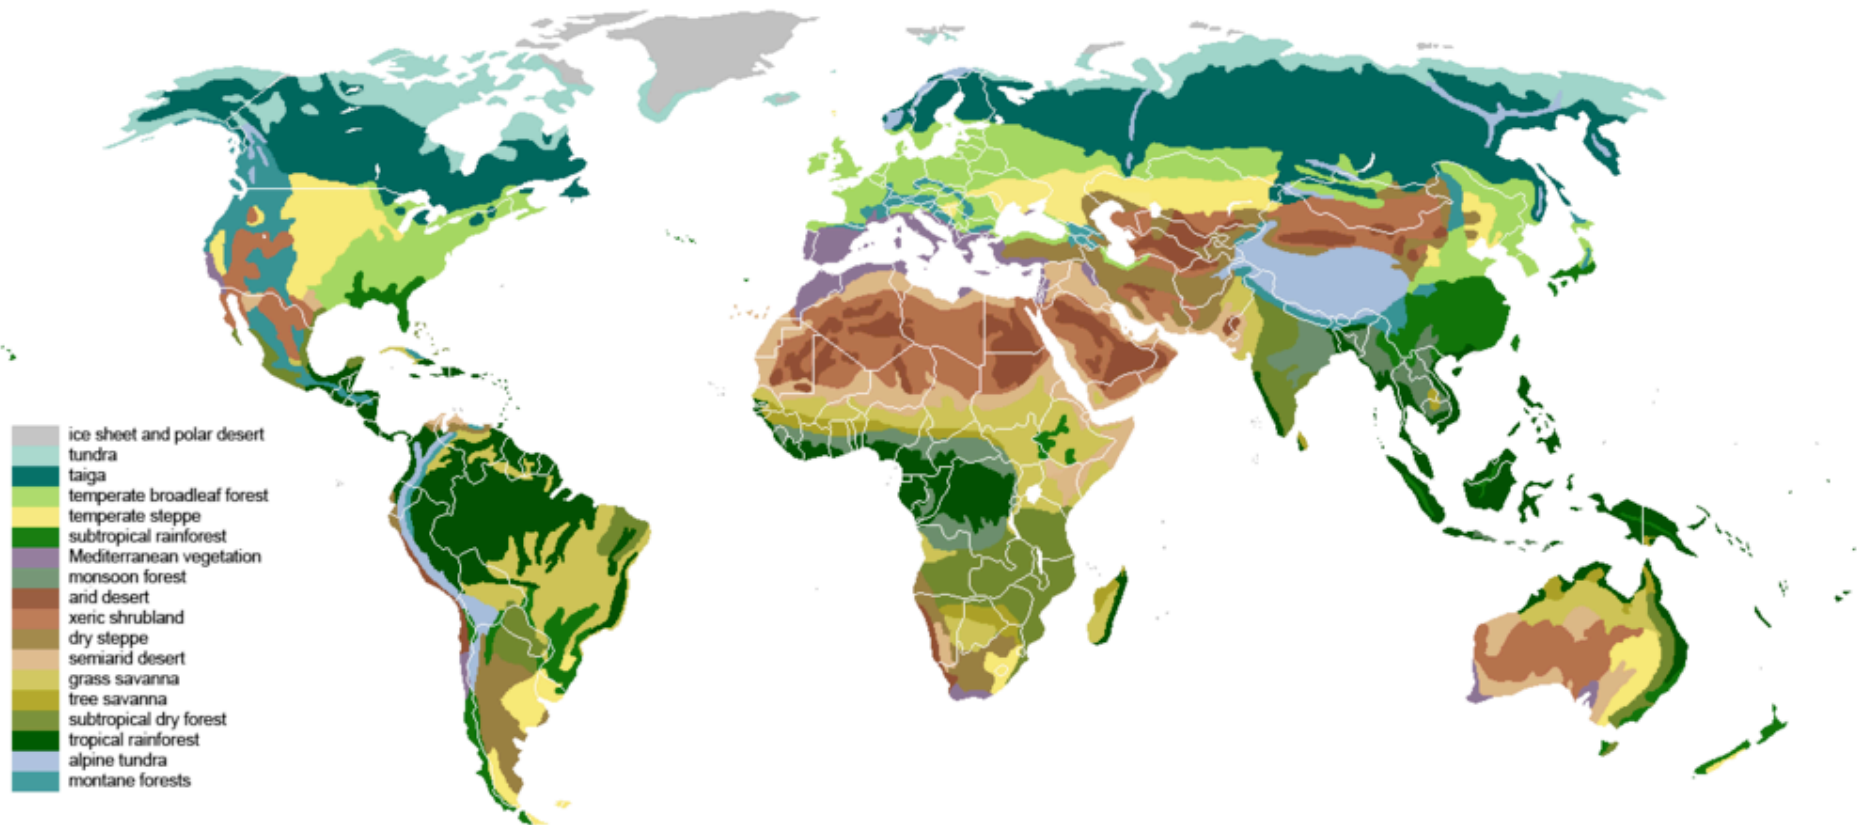 ice sheet and polar desert
tundra
taiga
temperate broadleaf forest
temperate steppe
subtropical rainforest
Mediterranean vegetation
monsoon forest
arid desert
xeric shrubland
dry steppe
semiarid desert
grass savanna
tree savanna
subtropical dry forest
tropical rainforest
alpine tundra
montane forests